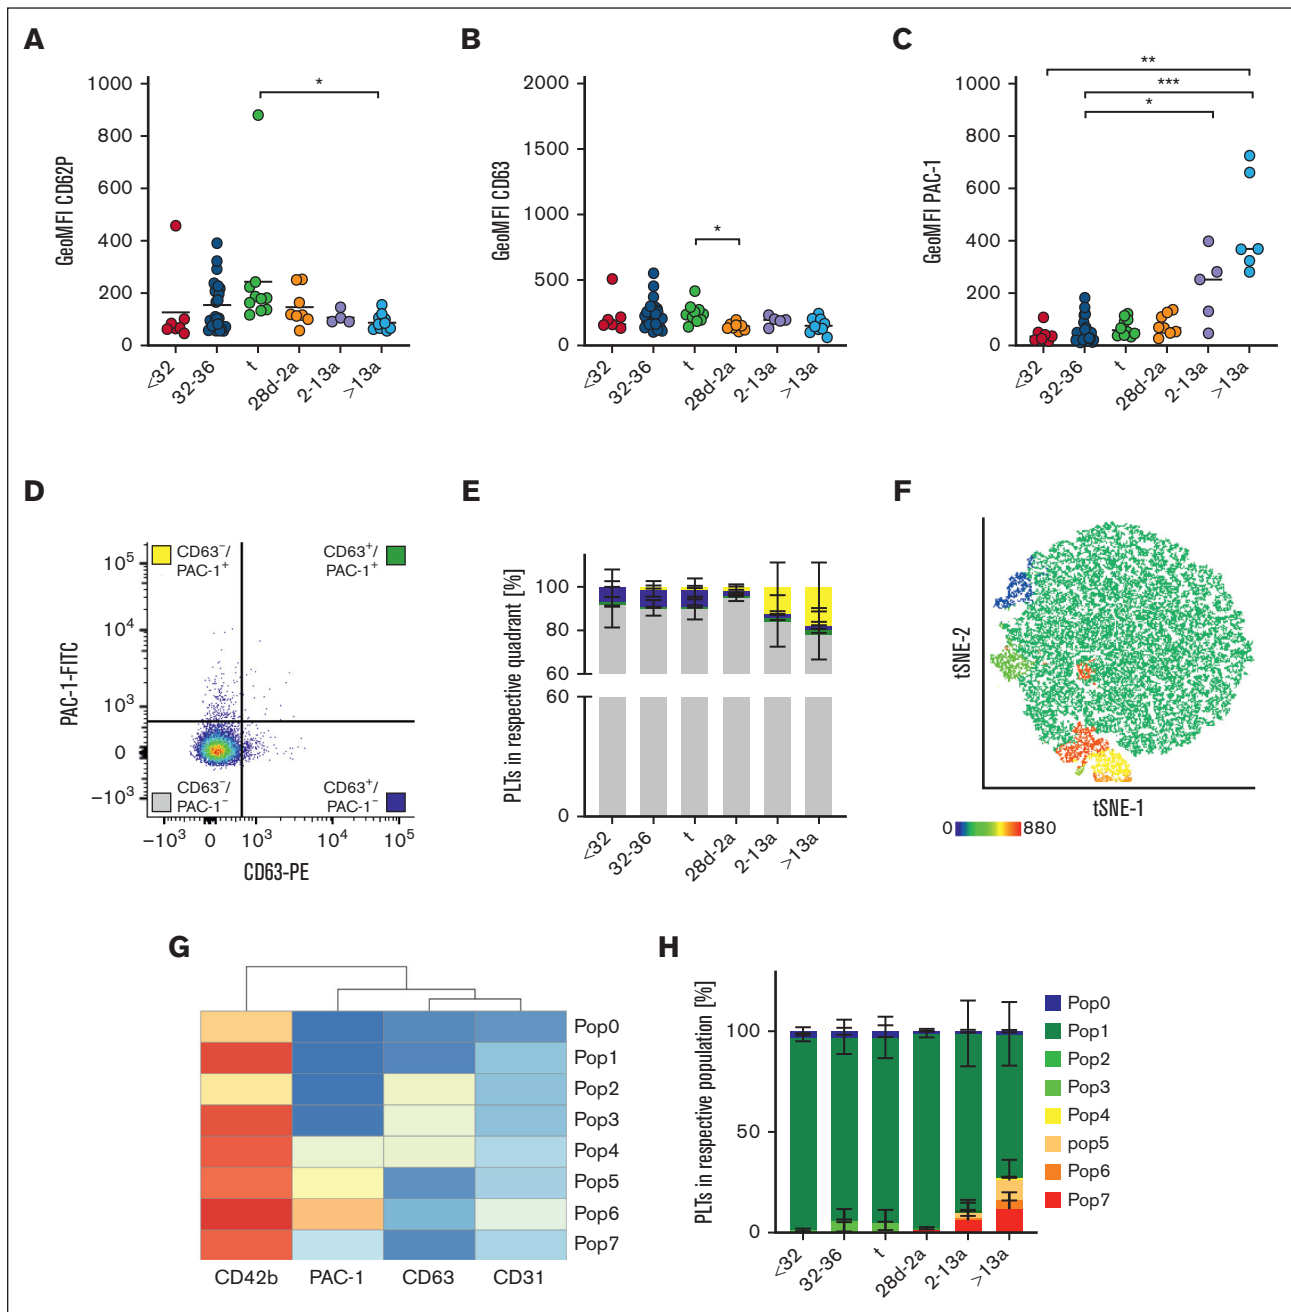 A
GeoMFI CD62P
1000
800
600
400
200
0
*
<32
32-36
t
28d-2a
2-13a
>13a
B
GeoMFI CD63
2000
1500
1000
500
0
*
<32
32-36
t
28d-2a
2-13a
>13a
C
GeoMFI PAC-1
1000
800
600
400
200
0
**
***
*
<32
32-36
t
28d-2a
2-13a
>13a
D
PAC-1-FITC
10⁵
10⁴
10³
0
−10³
CD63⁻/
PAC-1⁺
CD63⁺/
PAC-1⁺
CD63⁻/
PAC-1⁻
CD63⁺/
PAC-1⁻
−10³ 0 10³ 10⁴ 10⁵
CD63-PE
E
PLTs in respective quadrant [%]
100
80
60
60
0
<32
32-36
t
28d-2a
2-13a
>13a
F
tSNE-2
tSNE-1
0 880
G
Pop0
Pop1
Pop2
Pop3
Pop4
Pop5
Pop6
Pop7
CD42b PAC-1 CD63 CD31
H
PLTs in respective population [%]
100
50
0
<32
32-36
t
28d-2a
2-13a
>13a
Pop0
Pop1
Pop2
Pop3
Pop4
pop5
Pop6
Pop7